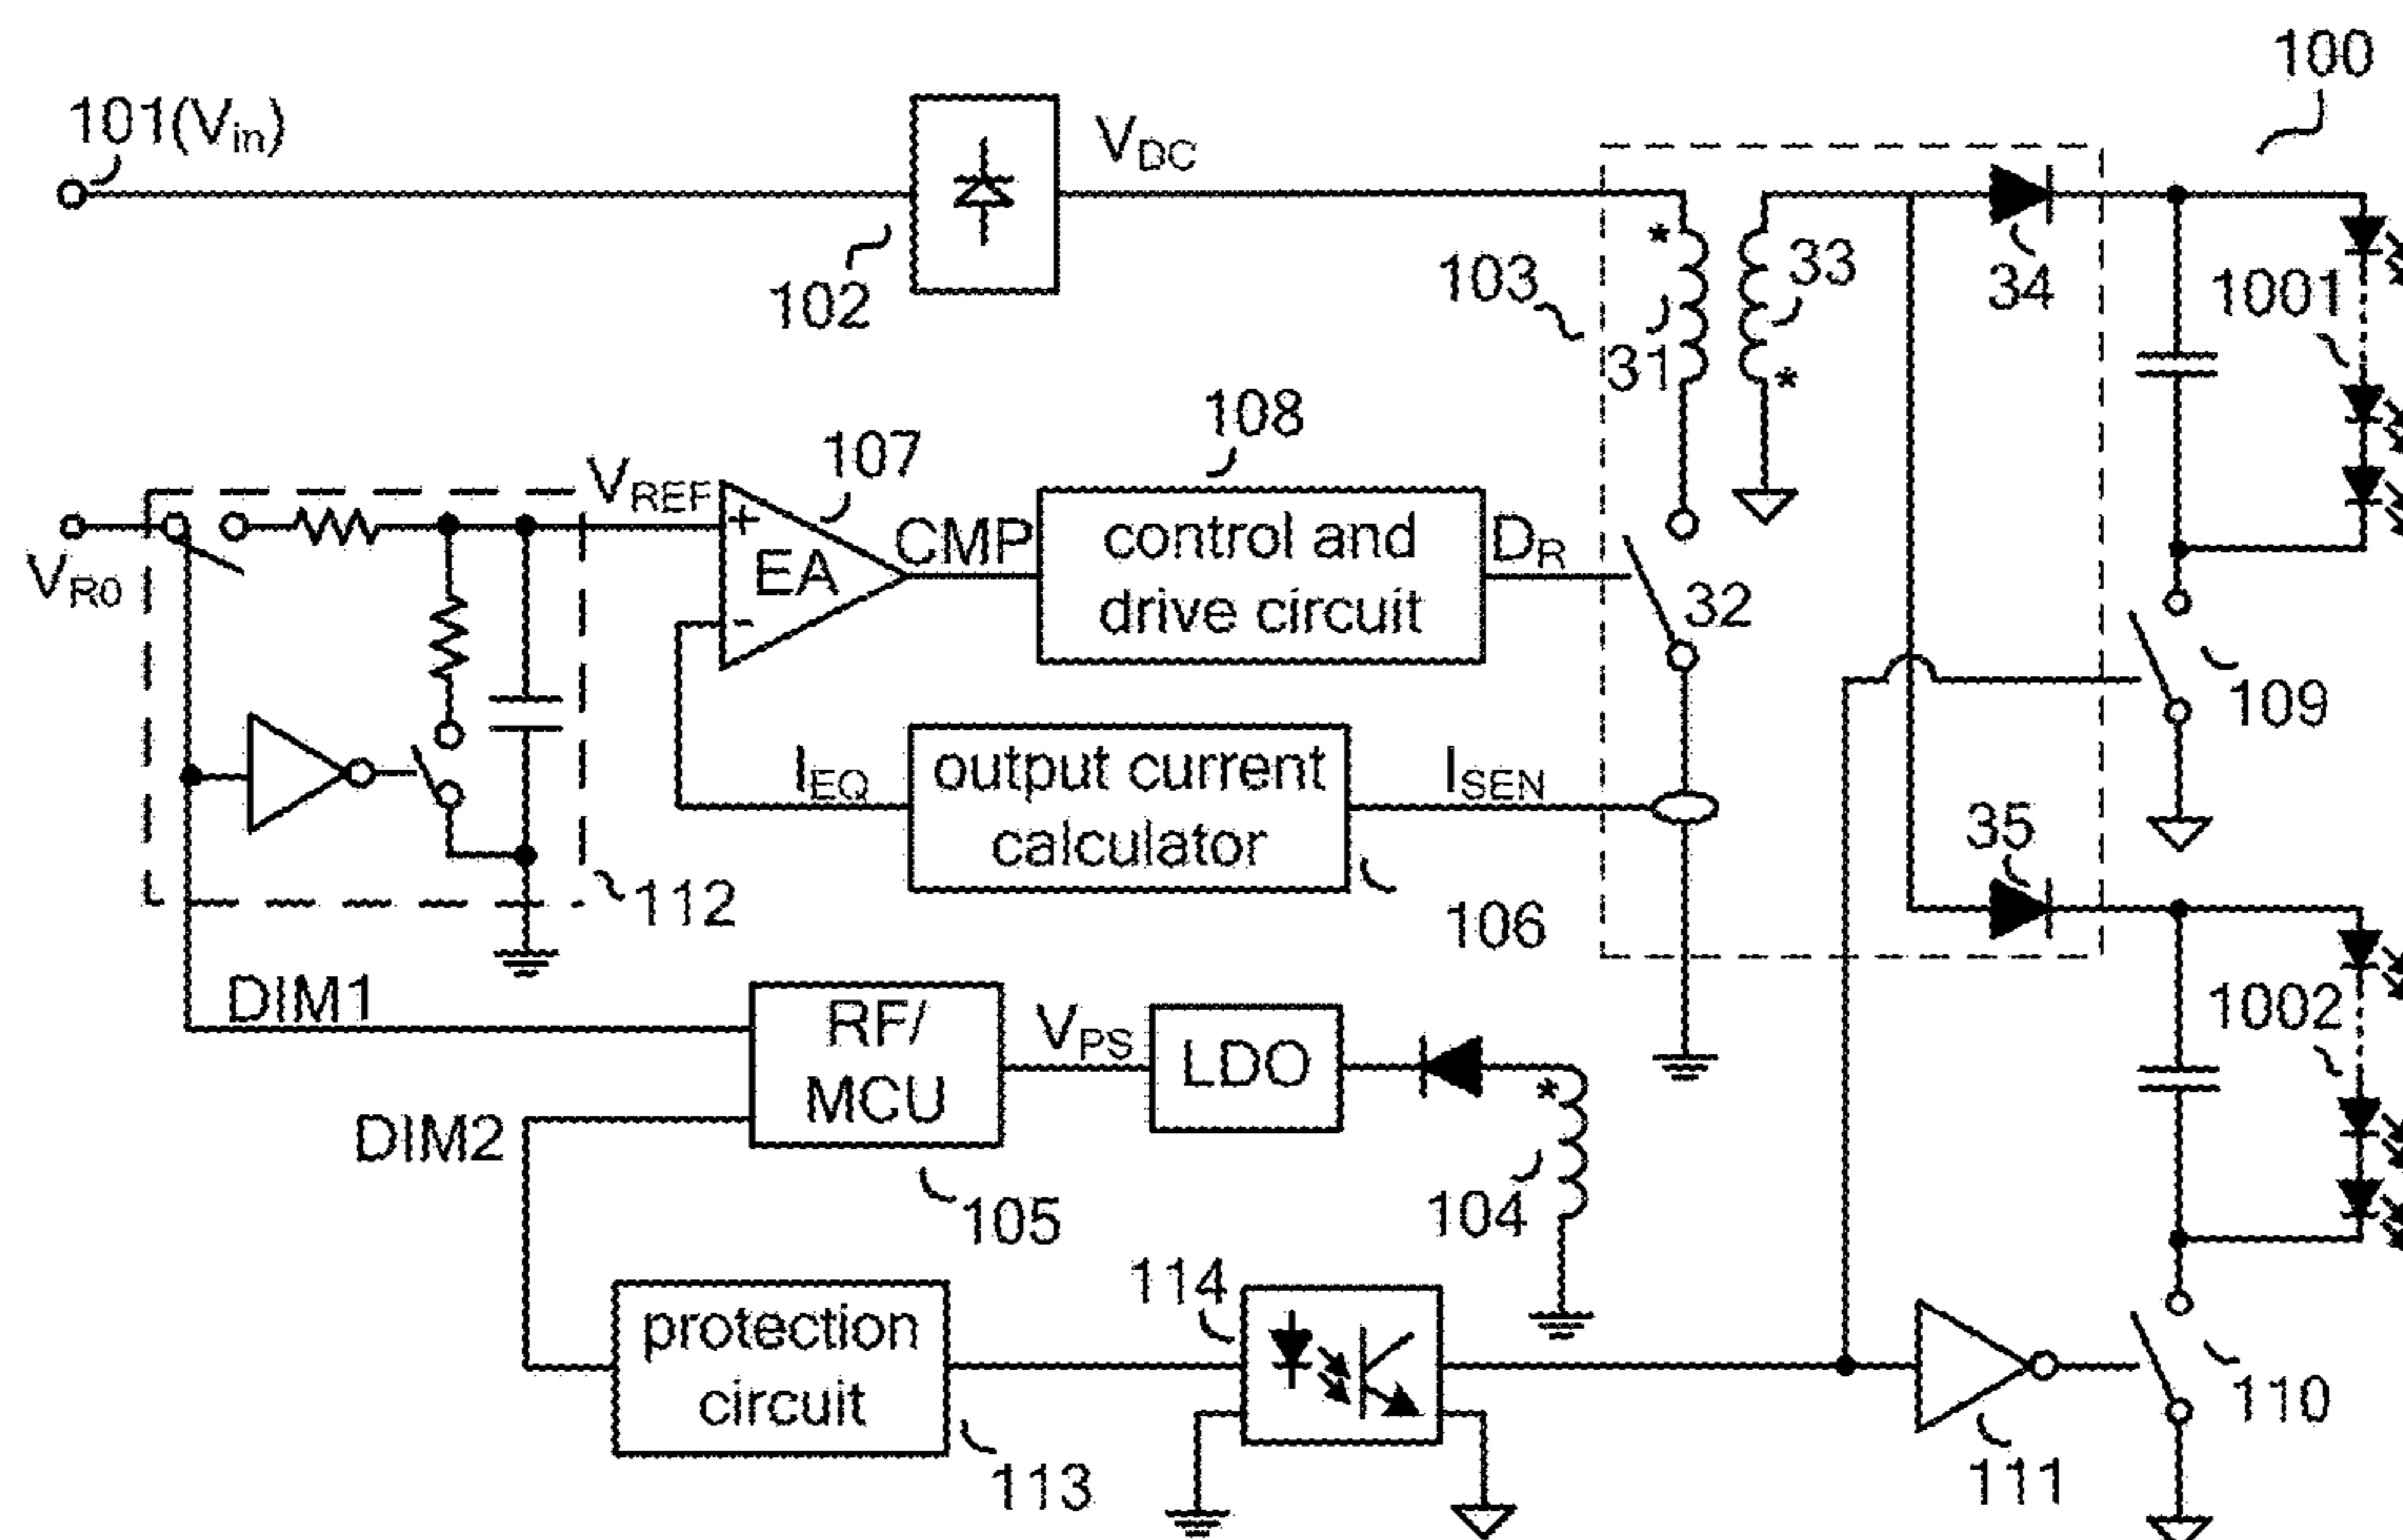 100
101(Vin)
VDC
102
103
*
31
33
*
34
1001
VR0
VREF
107
+
EA
-
CMP
108
control and
drive circuit
DR
32
109
IEQ
output current
calculator
ISEN
106
112
35
DIM1
RF/
MCU
VPS
LDO
*
104
1002
DIM2
105
protection
circuit
113
114
111
110